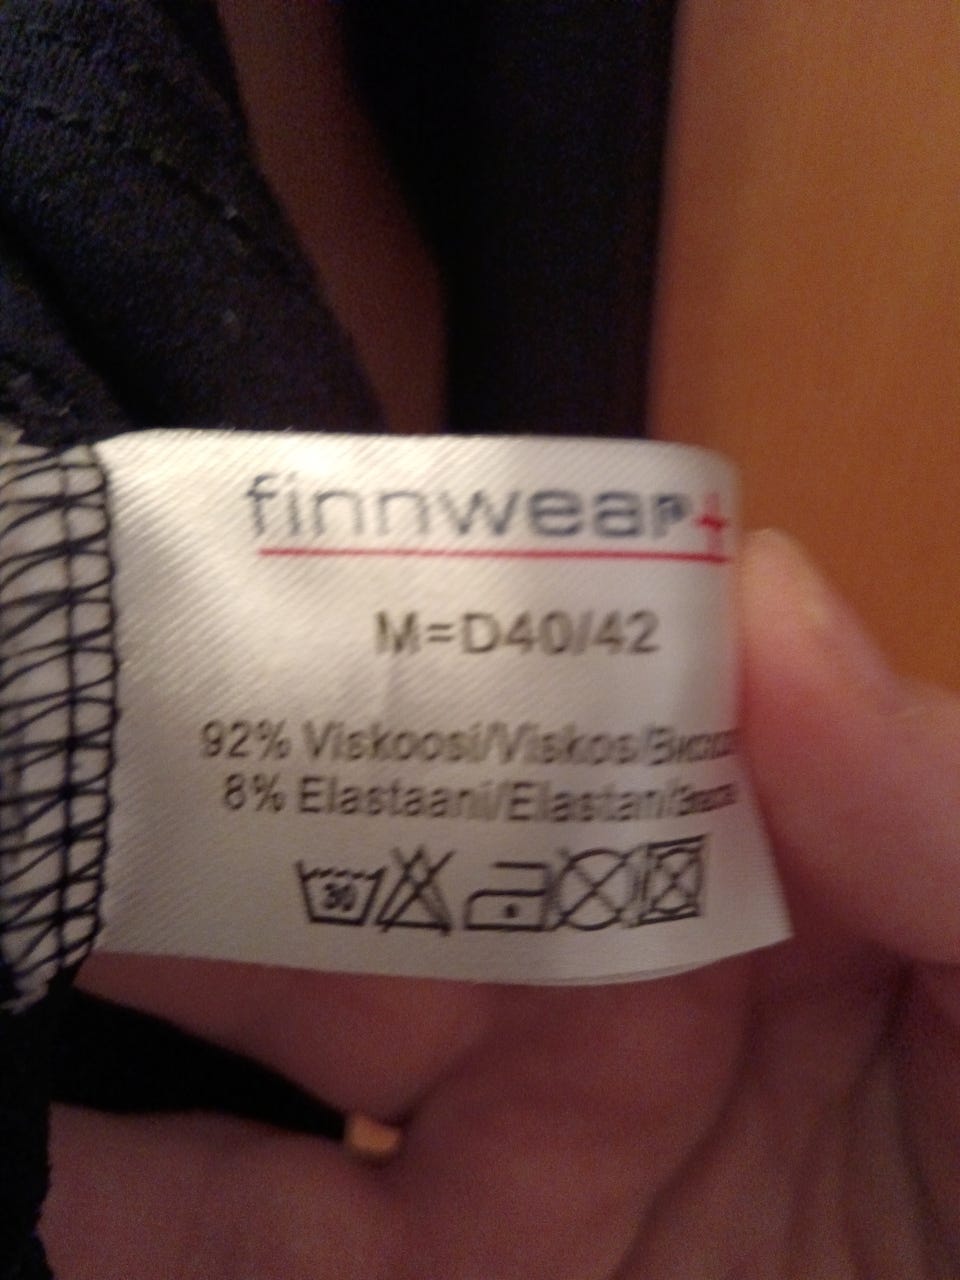 finnwear+
M=D40/42
92% Viskoosi/Viskos/
8% Elastaani/Elastan/
30